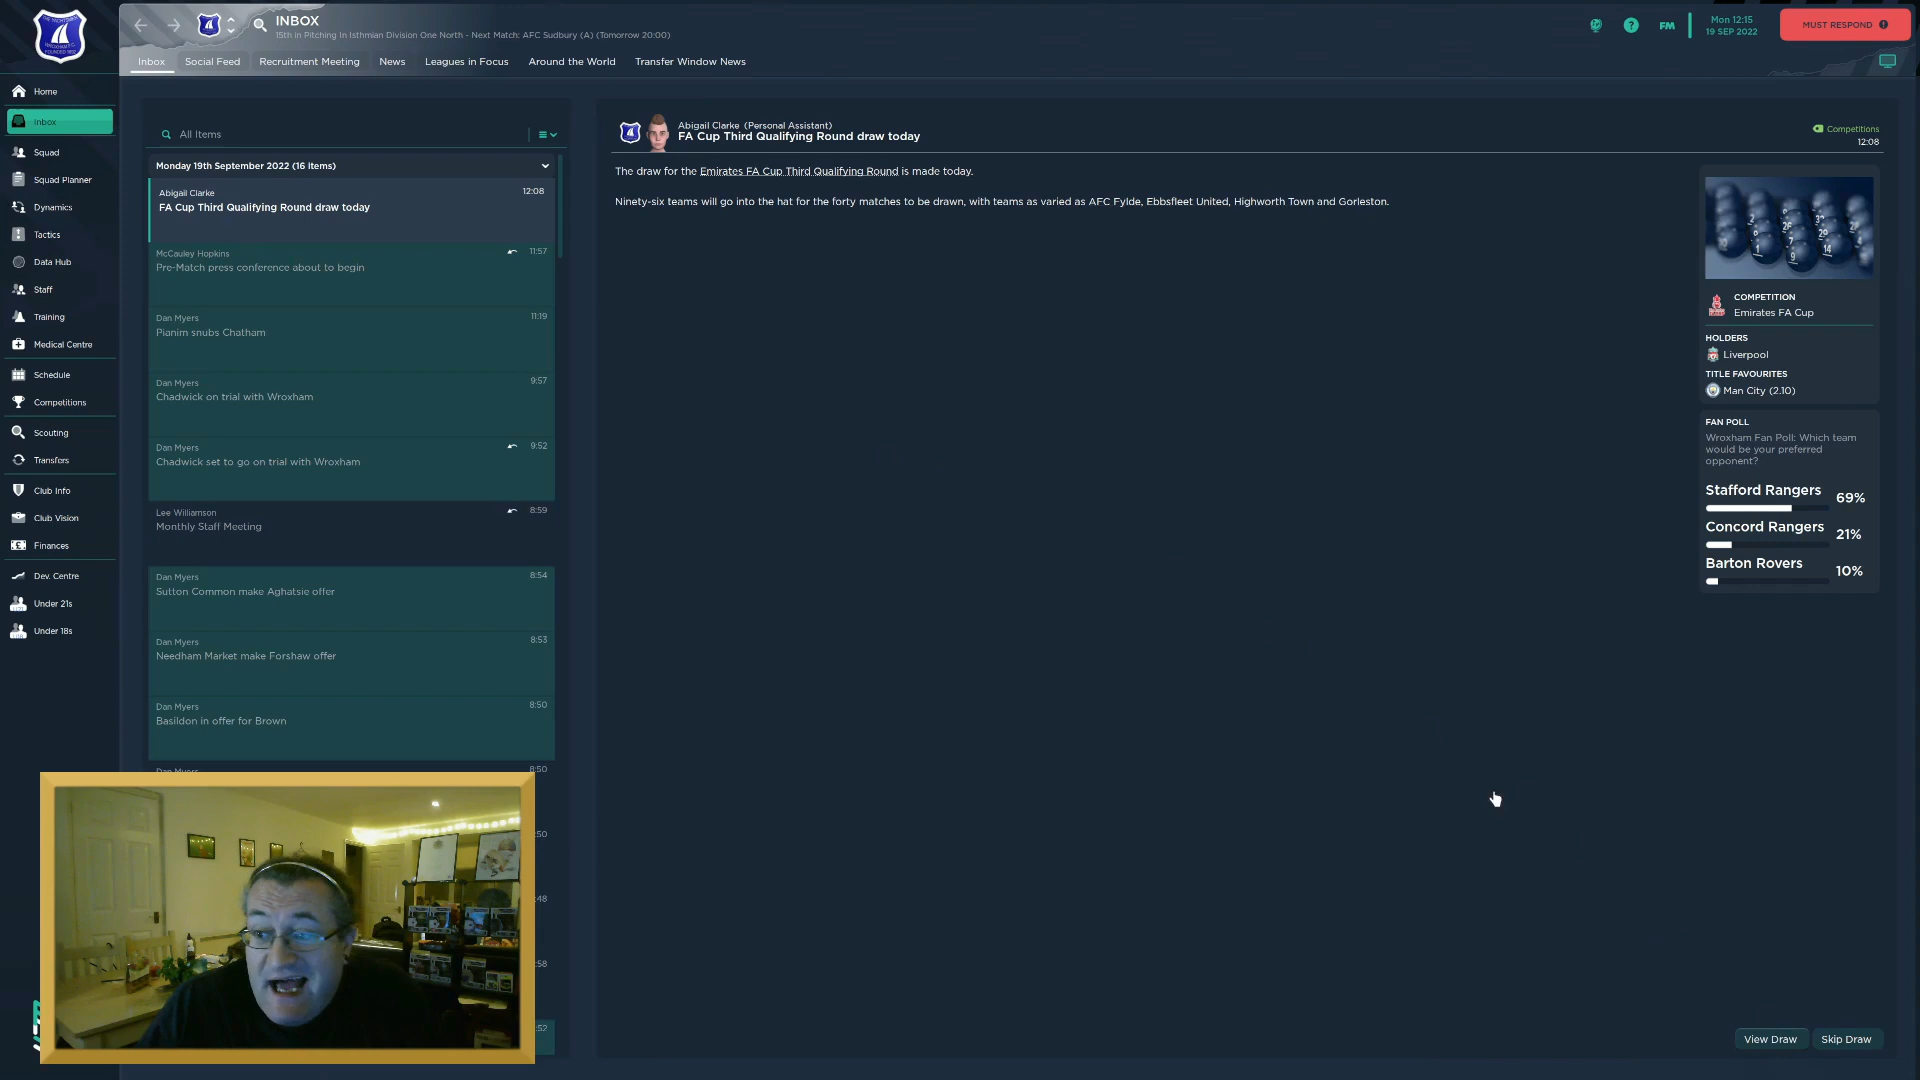 INBOX
15th in Pitching In Isthmian Division One North - Next Match: AFC Sudbury (A) (Tomorrow 20:00)
FM
Mon 12:15
19 SEP 2022
MUST RESPOND
Inbox
Social Feed
Recruitment Meeting
News
Leagues in Focus
Around the World
Transfer Window News
Home
Inbox
Squad
Squad Planner
Dynamics
Tactics
Data Hub
Staff
Training
Medical Centre
Schedule
Competitions
Scouting
Transfers
Club Info
Club Vision
Finances
Dev. Centre
Under 21s
Under 18s
All Items
Monday 19th September 2022 (16 Items)
Abigail Clarke 12:08
FA Cup Third Qualifying Round draw today
McCauley Hopkins 11:57
Pre-Match press conference about to begin
Dan Myers 11:19
Pianim snubs Chatham
Dan Myers 9:57
Chadwick on trial with Wroxham
Dan Myers 9:52
Chadwick set to go on trial with Wroxham
Lee Williamson 8:59
Monthly Staff Meeting
Dan Myers 8:54
Sutton Common make Aghatsie offer
Dan Myers 8:53
Needham Market make Forshaw offer
Dan Myers 8:50
Basildon in offer for Brown
Dan Myers 8:50
:50
:48
:58
:52
Abigail Clarke (Personal Assistant)
FA Cup Third Qualifying Round draw today
Competitions
12:08
The draw for the Emirates FA Cup Third Qualifying Round is made today.
Ninety-six teams will go into the hat for the forty matches to be drawn, with teams as varied as AFC Fylde, Ebbsfleet United, Highworth Town and Gorleston.
COMPETITION
Emirates FA Cup
HOLDERS
Liverpool
TITLE FAVOURITES
Man City (2.10)
FAN POLL
Wroxham Fan Poll: Which team
would be your preferred
opponent?
Stafford Rangers 69%
Concord Rangers 21%
Barton Rovers 10%
View Draw
Skip Draw